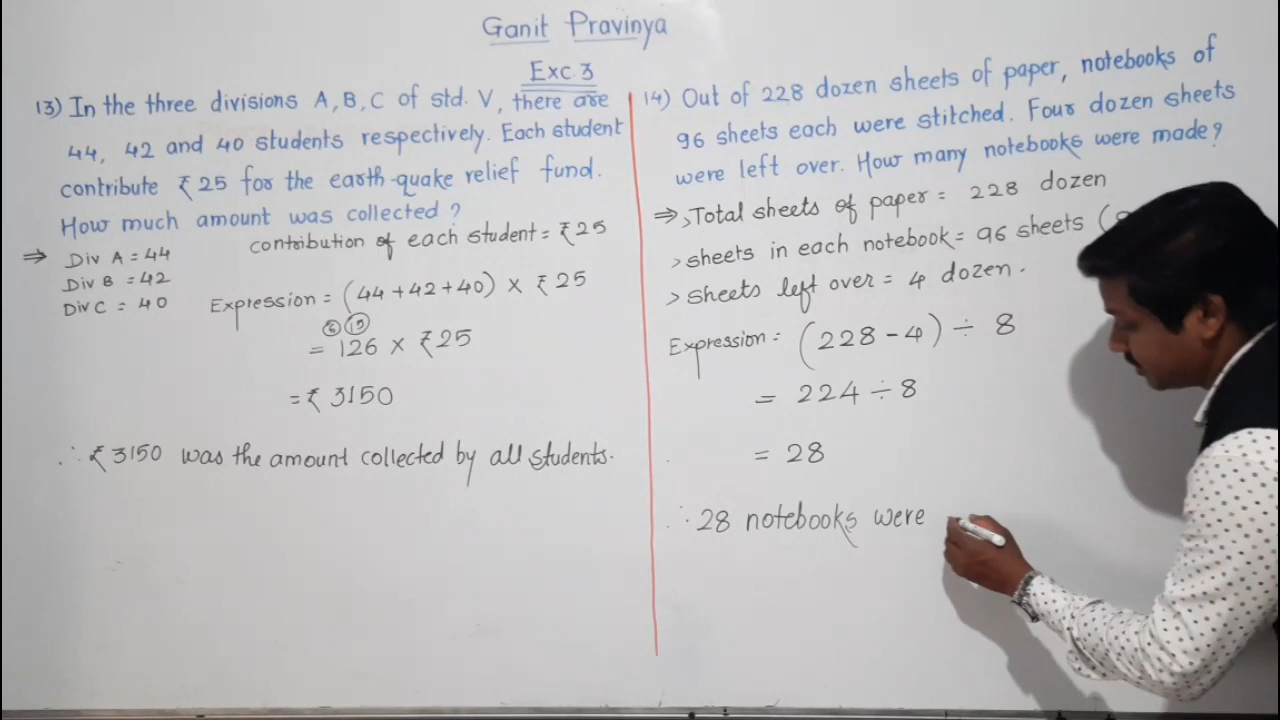 Ganit Pravinya
Exc. 3
13) In the three divisions A, B, C of std. V, there are
44, 42 and 40 students respectively. Each student
contribute ₹ 25 for the earth-quake relief fund.
How much amount was collected ?
⇒ Div A = 44
Div B = 42
Div C = 40
contribution of each student = ₹ 25
Expression = (44 + 42 + 40) × ₹ 25
⑥ ⑮
= 126 × ₹ 25
= ₹ 3150
∴ ₹ 3150 was the amount collected by all students.
14) Out of 228 dozen sheets of paper, notebooks of
96 sheets each were stitched. Four dozen sheets
were left over. How many notebooks were made ?
⇒ > Total sheets of paper = 228 dozen
> sheets in each notebook = 96 sheets (
> sheets left over = 4 dozen.
Expression = (228 - 4) ÷ 8
= 224 ÷ 8
= 28
∴ 28 notebooks were